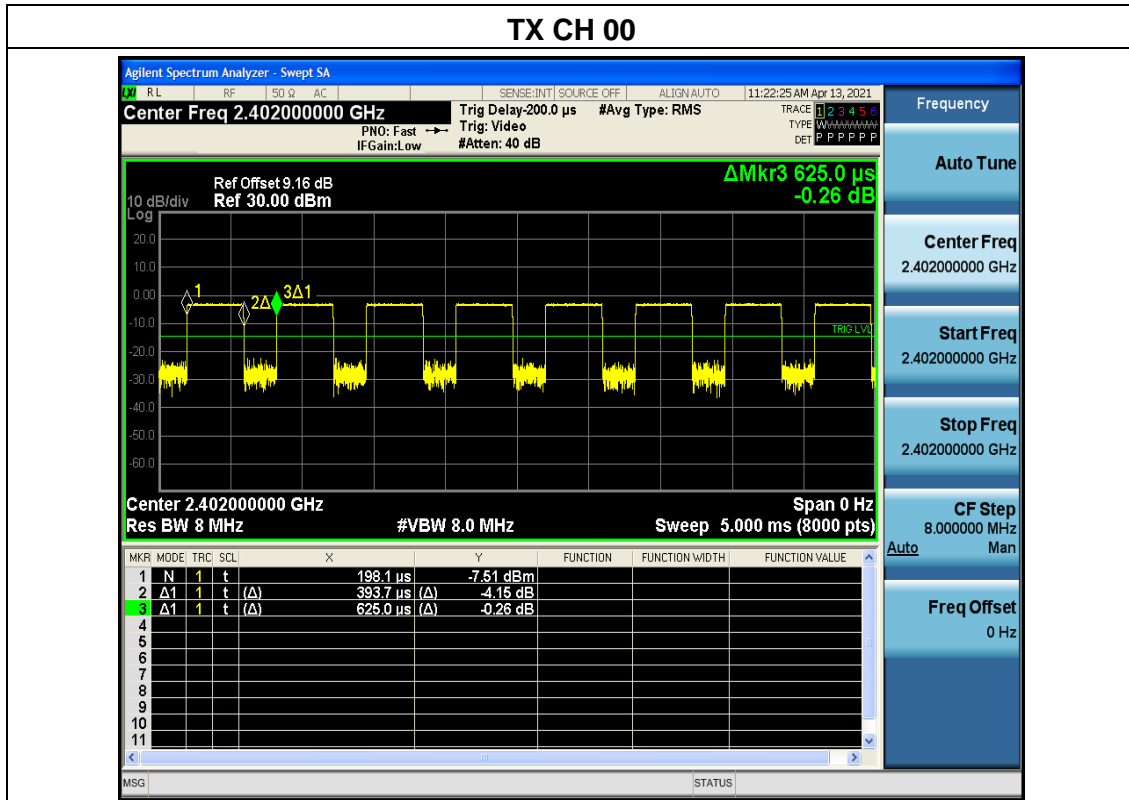 TX CH 00
Agilent Spectrum Analyzer - Swept SA
LXI RL RF 50 Ω AC SENSE:INT SOURCE OFF ALIGN AUTO 11:22:25 AM Apr 13, 2021
Center Freq 2.402000000 GHz
PNO: Fast
IFGain:Low
Trig Delay-200.0 µs #Avg Type: RMS
Trig: Video
#Atten: 40 dB
TRACE 1 2 3 4 5 6
TYPE WWWWWW
DET P P P P P P
ΔMkr3 625.0 µs
-0.26 dB
Ref Offset 9.16 dB
Ref 30.00 dBm
10 dB/div
Log
20.0
10.0
0.00
-10.0
-20.0
-30.0
-40.0
-50.0
-60.0
1
2Δ
3Δ1
TRIG LVL
Center 2.402000000 GHz Span 0 Hz
Res BW 8 MHz #VBW 8.0 MHz Sweep 5.000 ms (8000 pts)
MKR MODE TRC SCL X Y FUNCTION FUNCTION WIDTH FUNCTION VALUE
1 N 1 t 198.1 µs -7.51 dBm
2 Δ1 1 t (Δ) 393.7 µs (Δ) -4.15 dB
3 Δ1 1 t (Δ) 625.0 µs (Δ) -0.26 dB
4
5
6
7
8
9
10
11
MSG STATUS
Frequency
Auto Tune
Center Freq
2.402000000 GHz
Start Freq
2.402000000 GHz
Stop Freq
2.402000000 GHz
CF Step
8.000000 MHz
Auto Man
Freq Offset
0 Hz